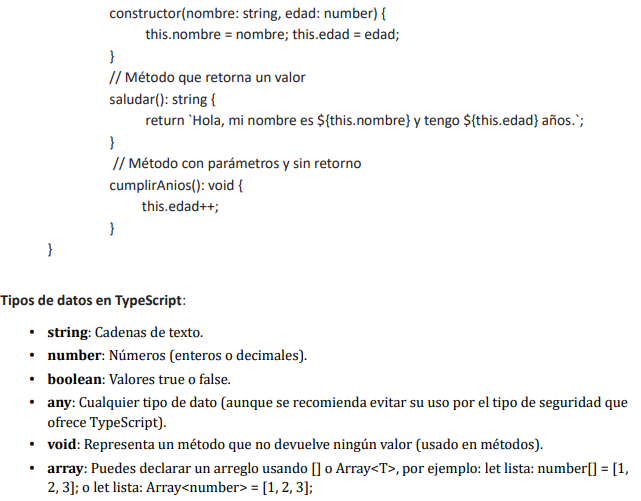 constructor(nombre: string, edad: number) {
this.nombre = nombre; this.edad = edad;
}
// Método que retorna un valor
saludar(): string {
return `Hola, mi nombre es ${this.nombre} y tengo ${this.edad} años.`;
}
// Método con parámetros y sin retorno
cumplirAnios(): void {
this.edad++;
}
}
Tipos de datos en TypeScript:
• string: Cadenas de texto.
• number: Números (enteros o decimales).
• boolean: Valores true o false.
• any: Cualquier tipo de dato (aunque se recomienda evitar su uso por el tipo de seguridad que
ofrece TypeScript).
• void: Representa un método que no devuelve ningún valor (usado en métodos).
• array: Puedes declarar un arreglo usando [] o Array<T>, por ejemplo: let lista: number[] = [1,
2, 3]; o let lista: Array<number> = [1, 2, 3];